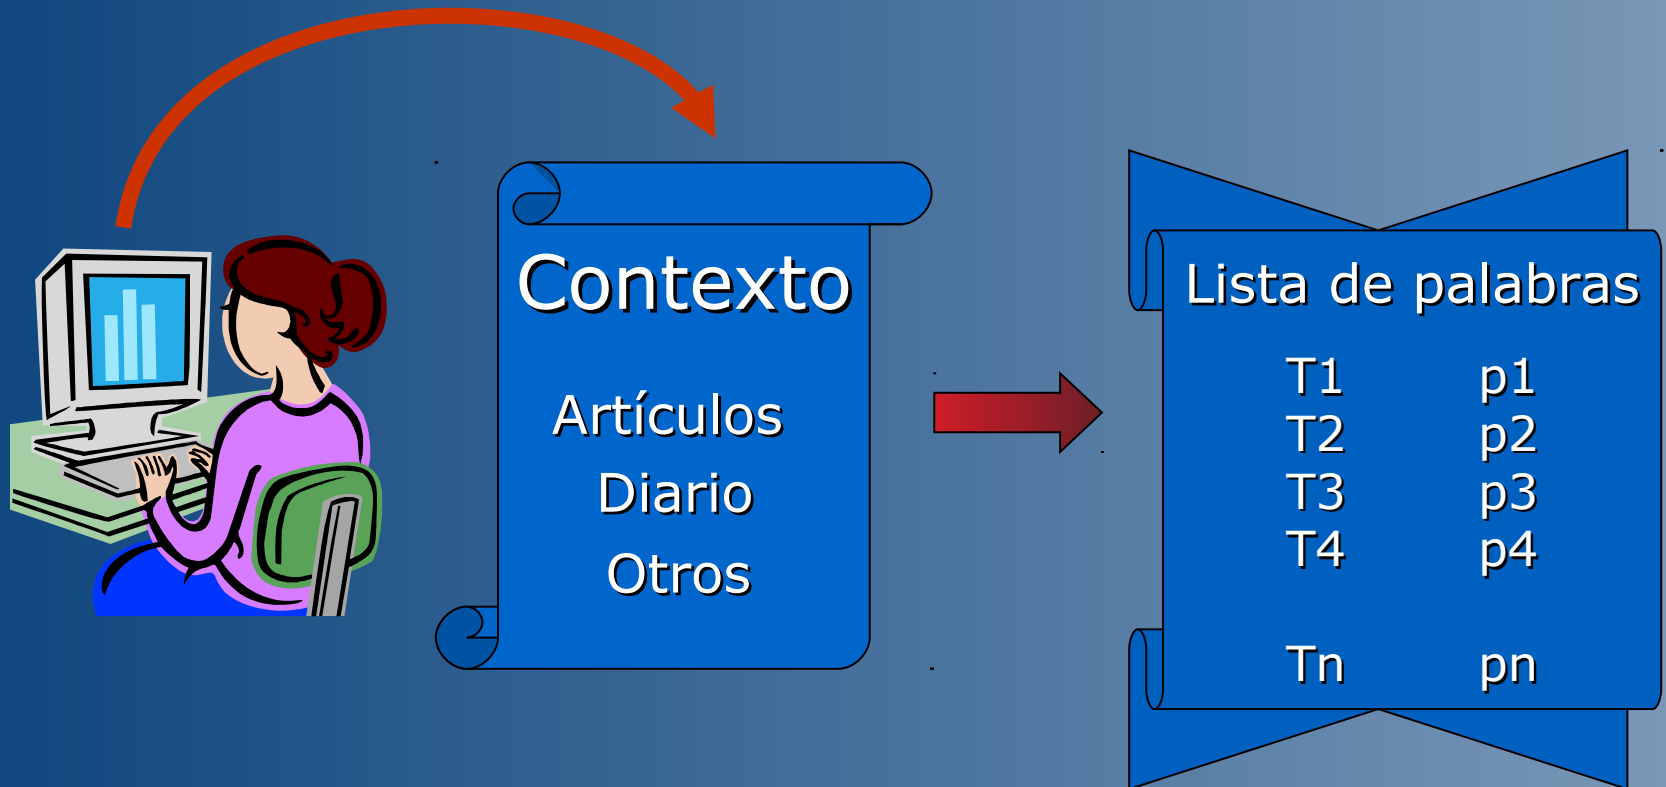 Contexto
Artículos
Diario
Otros
Lista de palabras
T1 p1
T2 p2
T3 p3
T4 p4
Tn pn